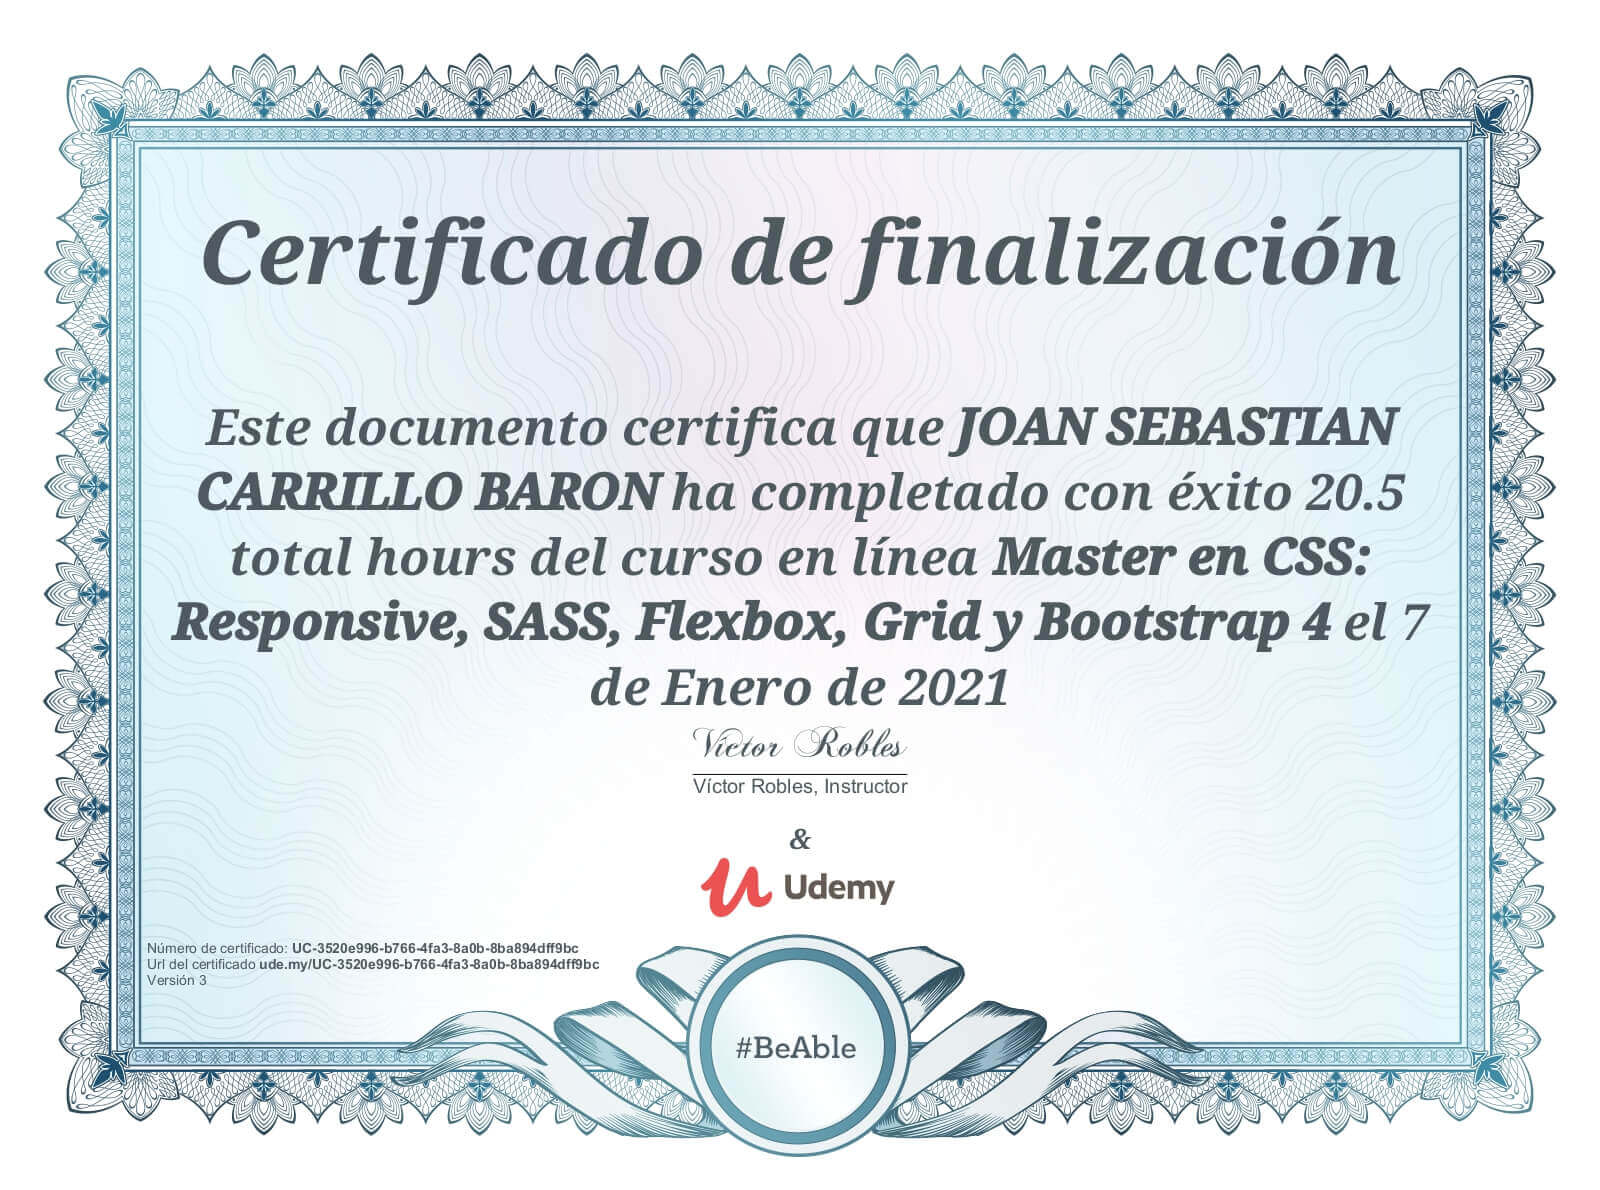 Certificado de finalización
Este documento certifica que JOAN SEBASTIAN
CARRILLO BARON ha completado con éxito 20.5
total hours del curso en línea Master en CSS:
Responsive, SASS, Flexbox, Grid y Bootstrap 4 el 7
de Enero de 2021
Víctor Robles
Víctor Robles, Instructor
&
Udemy
Número de certificado: UC-3520e996-b766-4fa3-8a0b-8ba894dff9bc
Url del certificado ude.my/UC-3520e996-b766-4fa3-8a0b-8ba894dff9bc
Versión 3
#BeAble